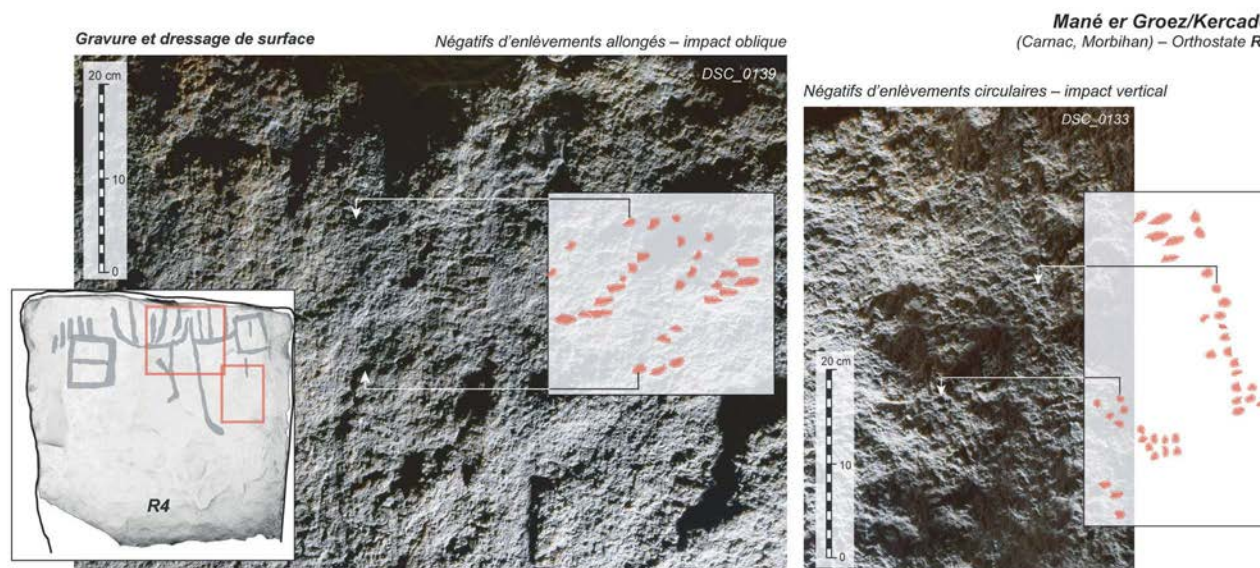 Gravure et dressage de surface
Négatifs d'enlèvements allongés – impact oblique
Mané er Groez/Kercad
(Carnac, Morbihan) – Orthostate R
Négatifs d'enlèvements circulaires – impact vertical
20 cm
10
0
DSC_0139
DSC_0133
20 cm
10
0
R4